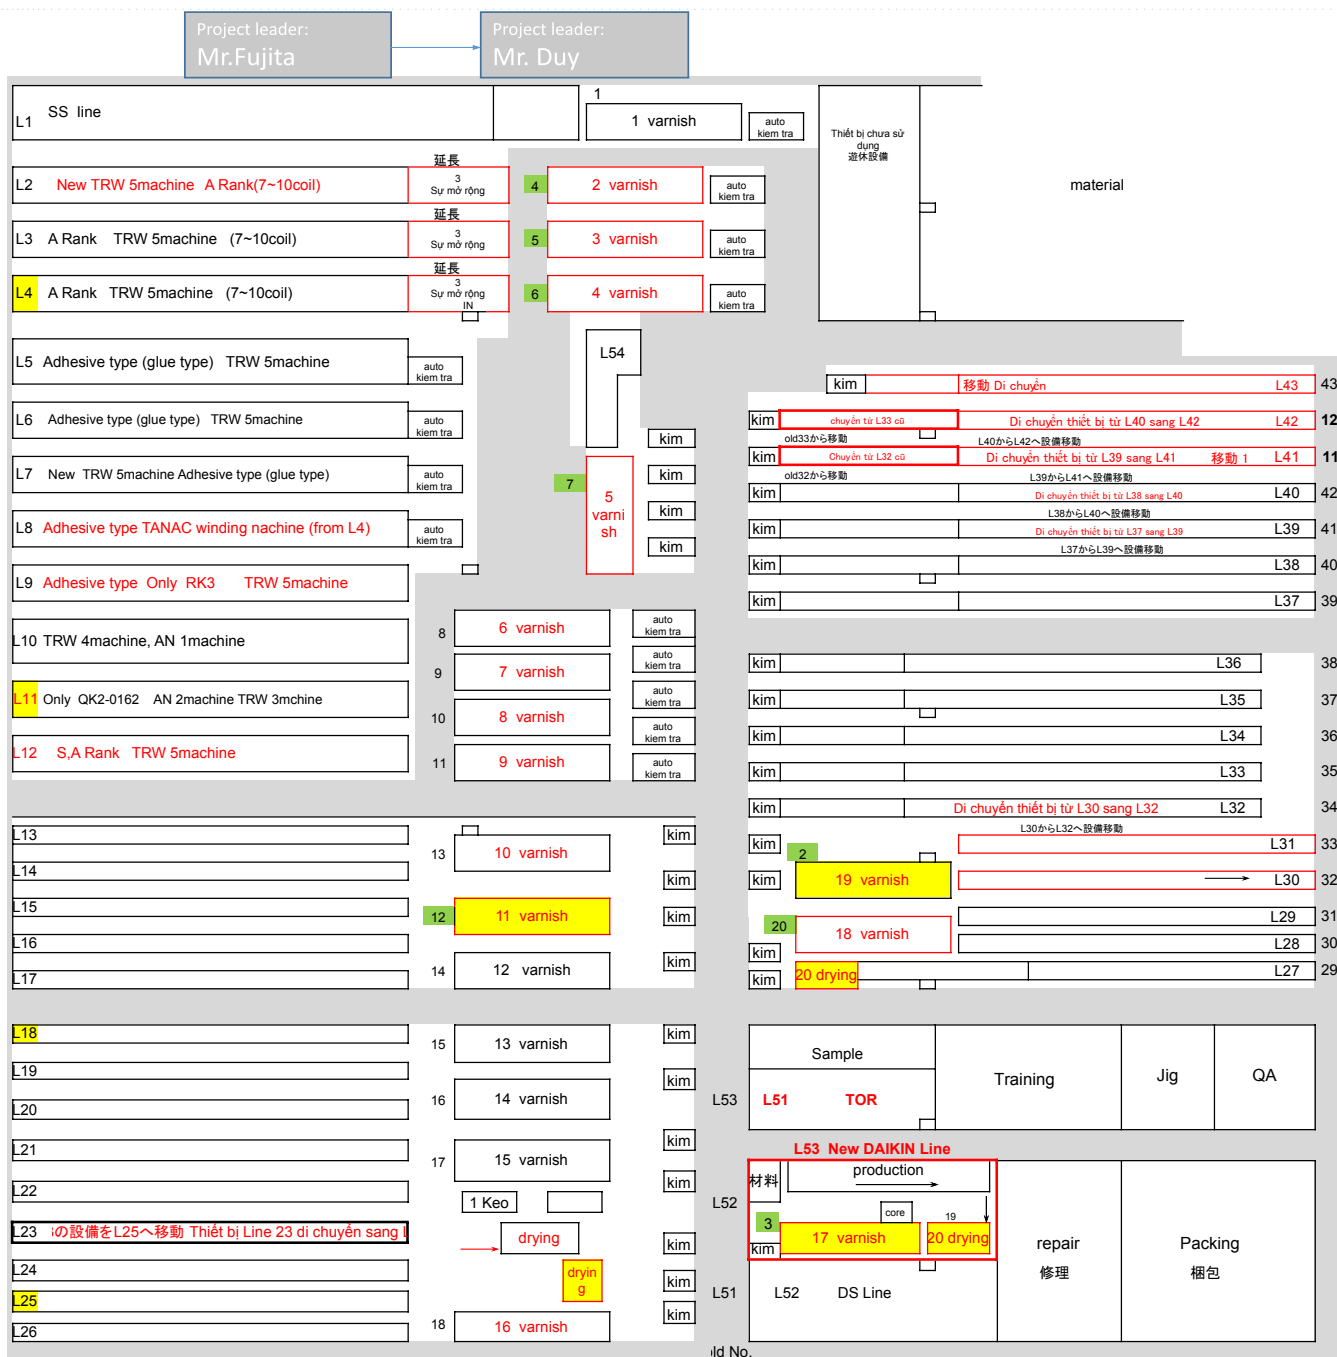 Project leader:
Mr.Fujita
Project leader:
Mr. Duy
L1 SS line
1
1 varnish
auto
kiem tra
Thiết bị chưa sử
dụng
遊休設備
material
延長
L2 New TRW 5machine A Rank(7~10coil)
3
Sự mở rộng
4
2 varnish
auto
kiem tra
延長
L3 A Rank TRW 5machine (7~10coil)
3
Sự mở rộng
5
3 varnish
auto
kiem tra
延長
L4 A Rank TRW 5machine (7~10coil)
3
Sự mở rộng
IN
6
4 varnish
auto
kiem tra
L5 Adhesive type (glue type) TRW 5machine
auto
kiem tra
L54
L6 Adhesive type (glue type) TRW 5machine
auto
kiem tra
L7 New TRW 5machine Adhesive type (glue type)
auto
kiem tra
L8 Adhesive type TANAC winding nachine (from L4)
auto
kiem tra
L9 Adhesive type Only RK3 TRW 5machine
7
5
varni
sh
kim
kim
kim
kim
kim 移動 Di chuyển L43 43
kim chuyển từ L33 cũ Di chuyển thiết bị từ L40 sang L42 L42 12
old33から移動 L40からL42へ設備移動
kim Chuyển từ L32 cũ Di chuyển thiết bị từ L39 sang L41 移動 1 L41 11
old32から移動 L39からL41へ設備移動
kim Di chuyển thiết bị từ L38 sang L40 L40 42
L38からL40へ設備移動
kim Di chuyển thiết bị từ L37 sang L39 L39 41
L37からL39へ設備移動
kim L38 40
kim L37 39
L10 TRW 4machine, AN 1machine
L11 Only QK2-0162 AN 2machine TRW 3mchine
L12 S,A Rank TRW 5machine
8 6 varnish
auto
kiem tra
9 7 varnish
auto
kiem tra
10 8 varnish
auto
kiem tra
auto
kiem tra
11 9 varnish
auto
kiem tra
kim L36 38
kim L35 37
kim L34 36
kim L33 35
kim Di chuyển thiết bị từ L30 sang L32 L32 34
L30からL32へ設備移動
kim L31 33
2
kim 19 varnish L30 32
L29 31
20 18 varnish
kim L28 30
kim 20 drying L27 29
L13
L14
L15
L16
L17
13 10 varnish
12 11 varnish
14 12 varnish
kim
kim
kim
kim
L18
L19
L20
L21
L22
L23 の設備をL25へ移動 Thiết bị Line 23 di chuyển sang
L24
L25
L26
15 13 varnish
16 14 varnish
17 15 varnish
1 Keo
drying
dryin
g
18 16 varnish
kim
kim
kim
kim
kim
kim
kim
L53
L52
L51
Sample
L51 TOR
Training
Jig
QA
L53 New DAIKIN Line
材料
production
core
3
kim
17 varnish
19
20 drying
L52 DS Line
repair
修理
Packing
梱包
old No.